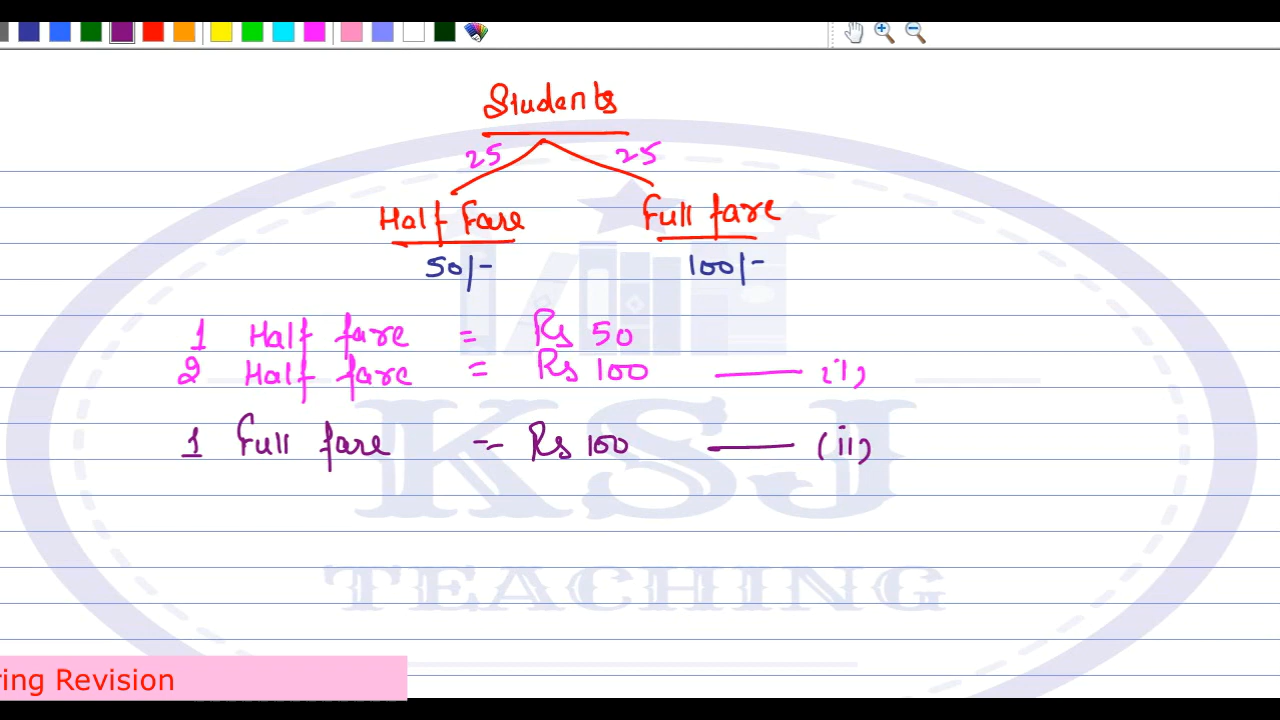 Students
25 25
Half Fare Full fare
50/- 100/-
1 Half fare = Rs 50
2 Half fare = Rs 100 —— (i)
1 Full fare = Rs 100 —— (ii)
KSJ
TEACHING
ring Revision